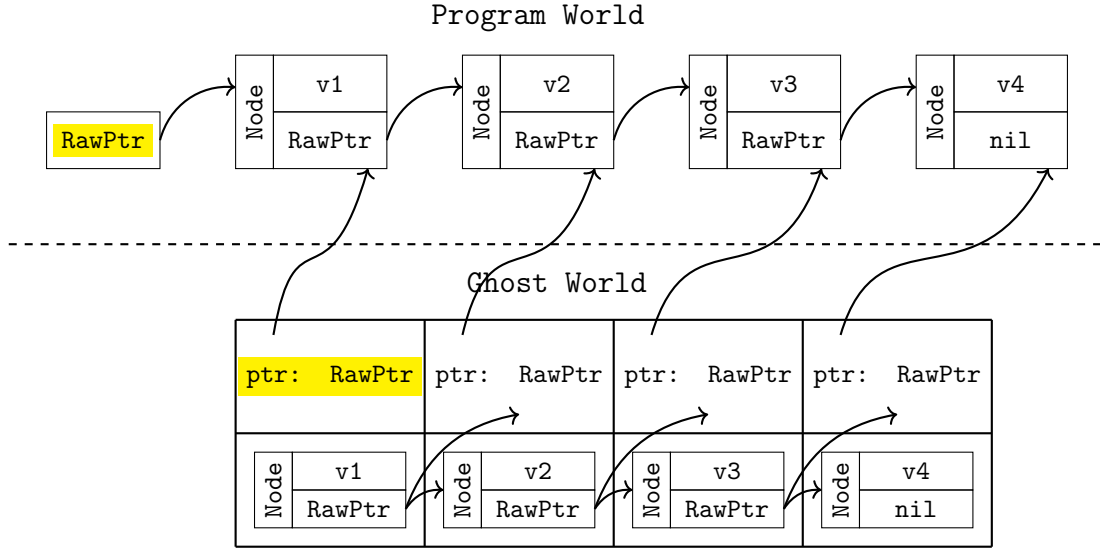 Program World
Node v1 Node v2 Node v3 Node v4
RawPtr RawPtr RawPtr RawPtr nil
Ghost World
ptr: RawPtr ptr: RawPtr ptr: RawPtr ptr: RawPtr
Node v1 Node v2 Node v3 Node v4
RawPtr RawPtr RawPtr nil